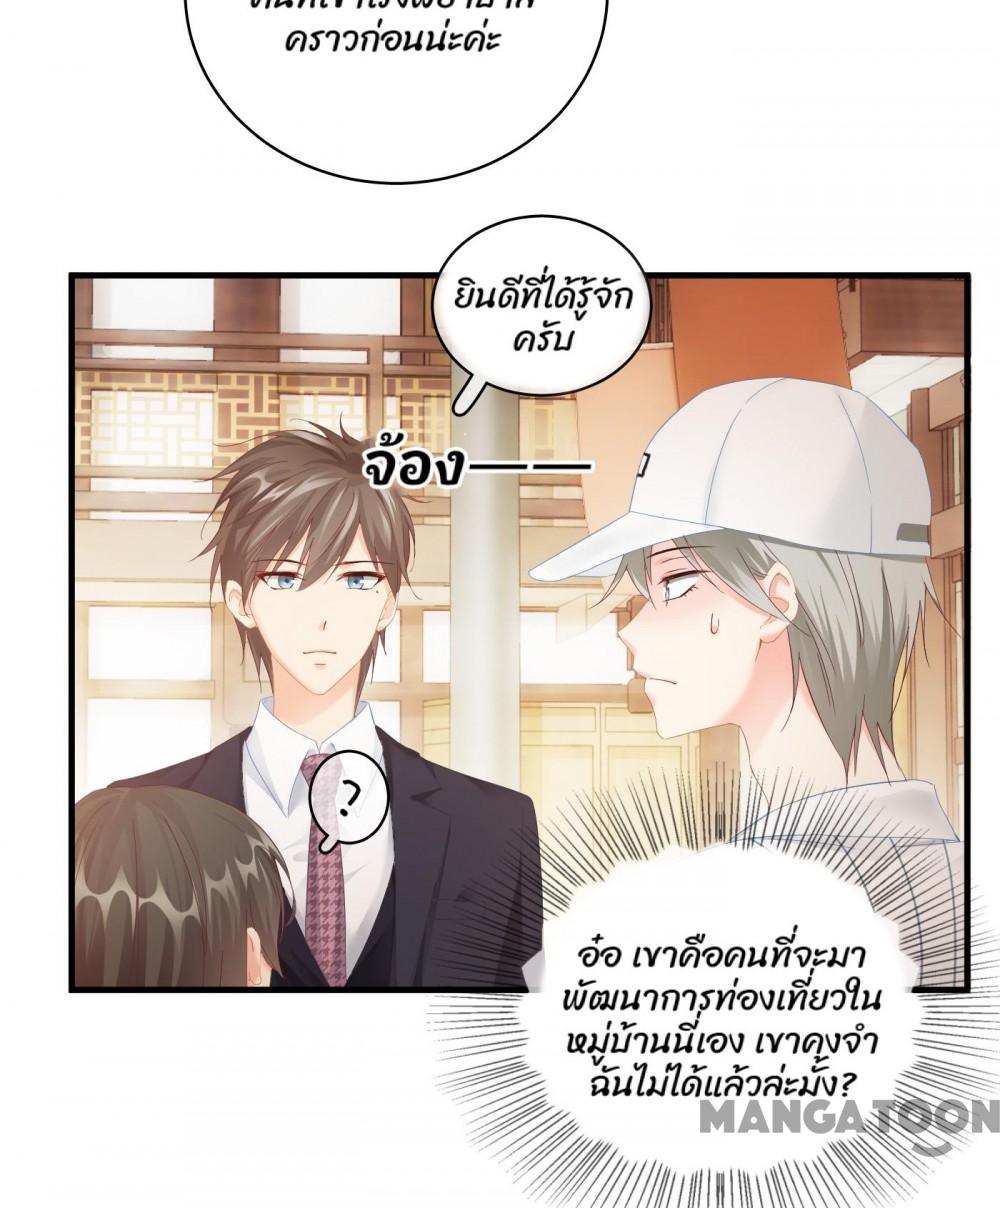 คราวก่อนน่ะค่ะ
ยินดีที่ได้รู้จัก
ครับ
จ้อง——
?
อ๋อ เขาคือคนที่จะมา
พัฒนาการท่องเที่ยวใน
หมู่บ้านนี่เอง เขาคงจำ
ฉันไม่ได้แล้วล่ะมั้ง?
MANGATOON